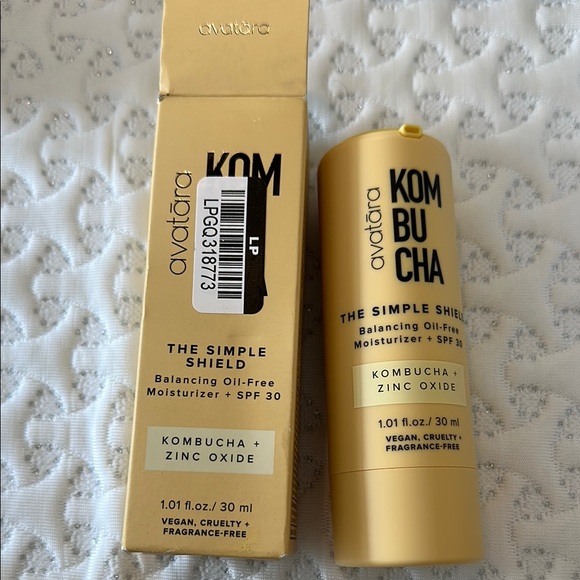 avatāra
avatāra
KOM
LP
LPGQ318773
THE SIMPLE
SHIELD
Balancing Oil-Free
Moisturizer + SPF 30
KOMBUCHA +
ZINC OXIDE
1.01 fl.oz./ 30 ml
VEGAN, CRUELTY +
FRAGRANCE-FREE
avatāra
KOM
BU
CHA
THE SIMPLE SHIEL
Balancing Oil-Free
Moisturizer + SPF 30
KOMBUCHA +
ZINC OXIDE
1.01 fl.oz./ 30 ml
VEGAN, CRUELTY +
FRAGRANCE-FREE